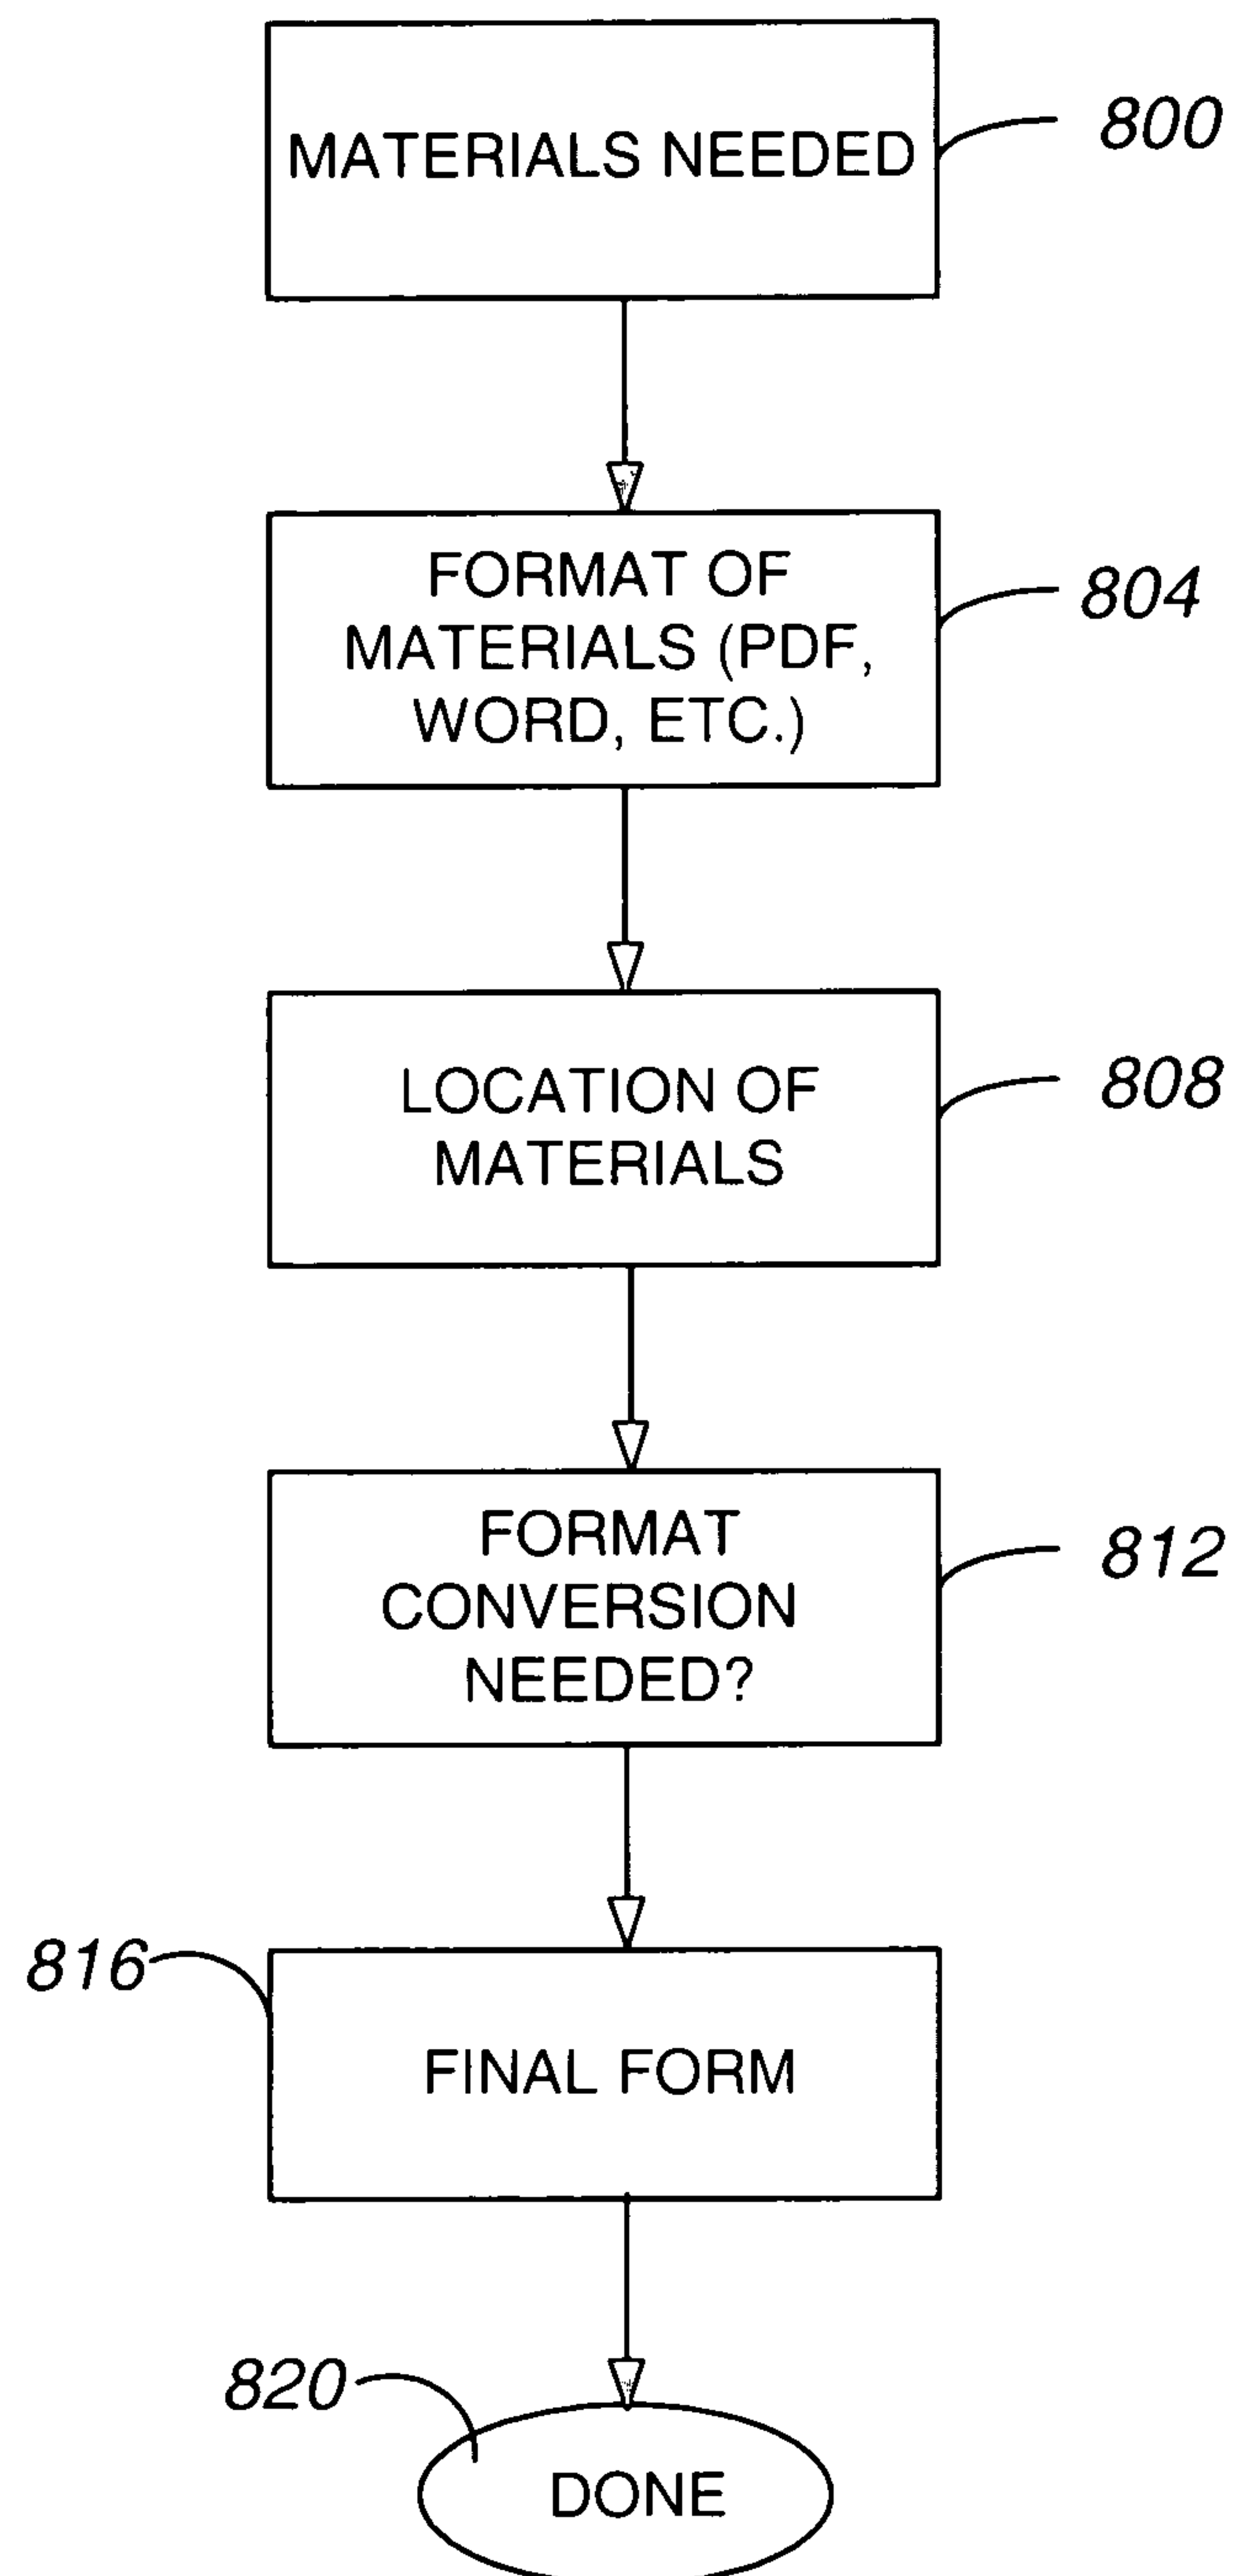 MATERIALS NEEDED
800
FORMAT OF
MATERIALS (PDF,
WORD, ETC.)
804
LOCATION OF
MATERIALS
808
FORMAT
CONVERSION
NEEDED?
812
816
FINAL FORM
820
DONE